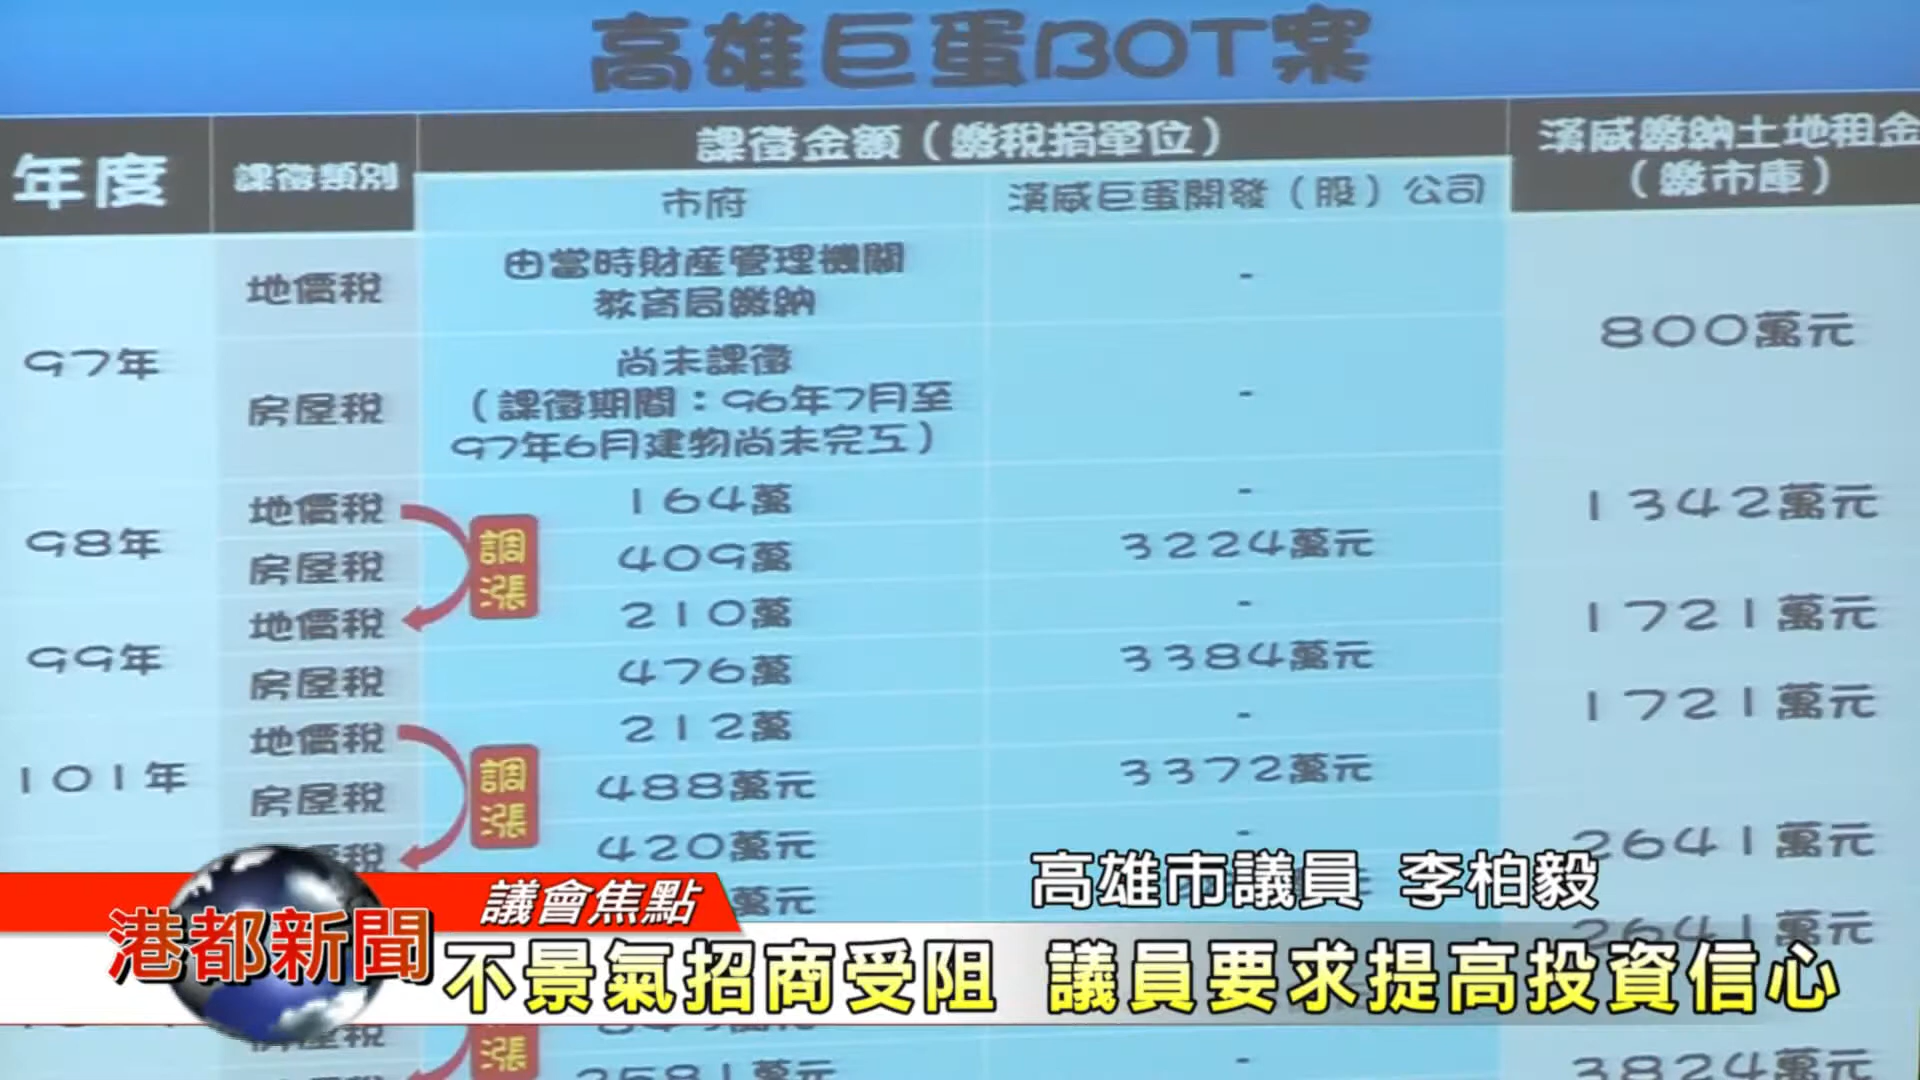 高雄巨蛋BOT案
年度 課徵類別 課徵金額（繳稅捐單位） 漢威繳納土地租金
（繳市庫）
市府 漢威巨蛋開發（股）公司
由當時財產管理機關
教育局繳納
地價稅 -
97年 800萬元
尚未課徵
房屋稅 （課徵期間：96年7月至 -
97年6月建物尚未完工）
地價稅 164萬 - 1342萬元
98年 調漲
房屋稅 409萬 3224萬元
地價稅 210萬 - 1721萬元
99年
房屋稅 476萬 3384萬元
地價稅 212萬 - 1721萬元
101年 調漲
房屋稅 488萬元 3372萬元
價稅 420萬元 - 2641萬元
萬元 2641萬元
高雄市議員 李柏毅
議會焦點
港都新聞
不景氣招商受阻 議員要求提高投資信心
房屋稅 漲
2581萬元 - 3824萬元